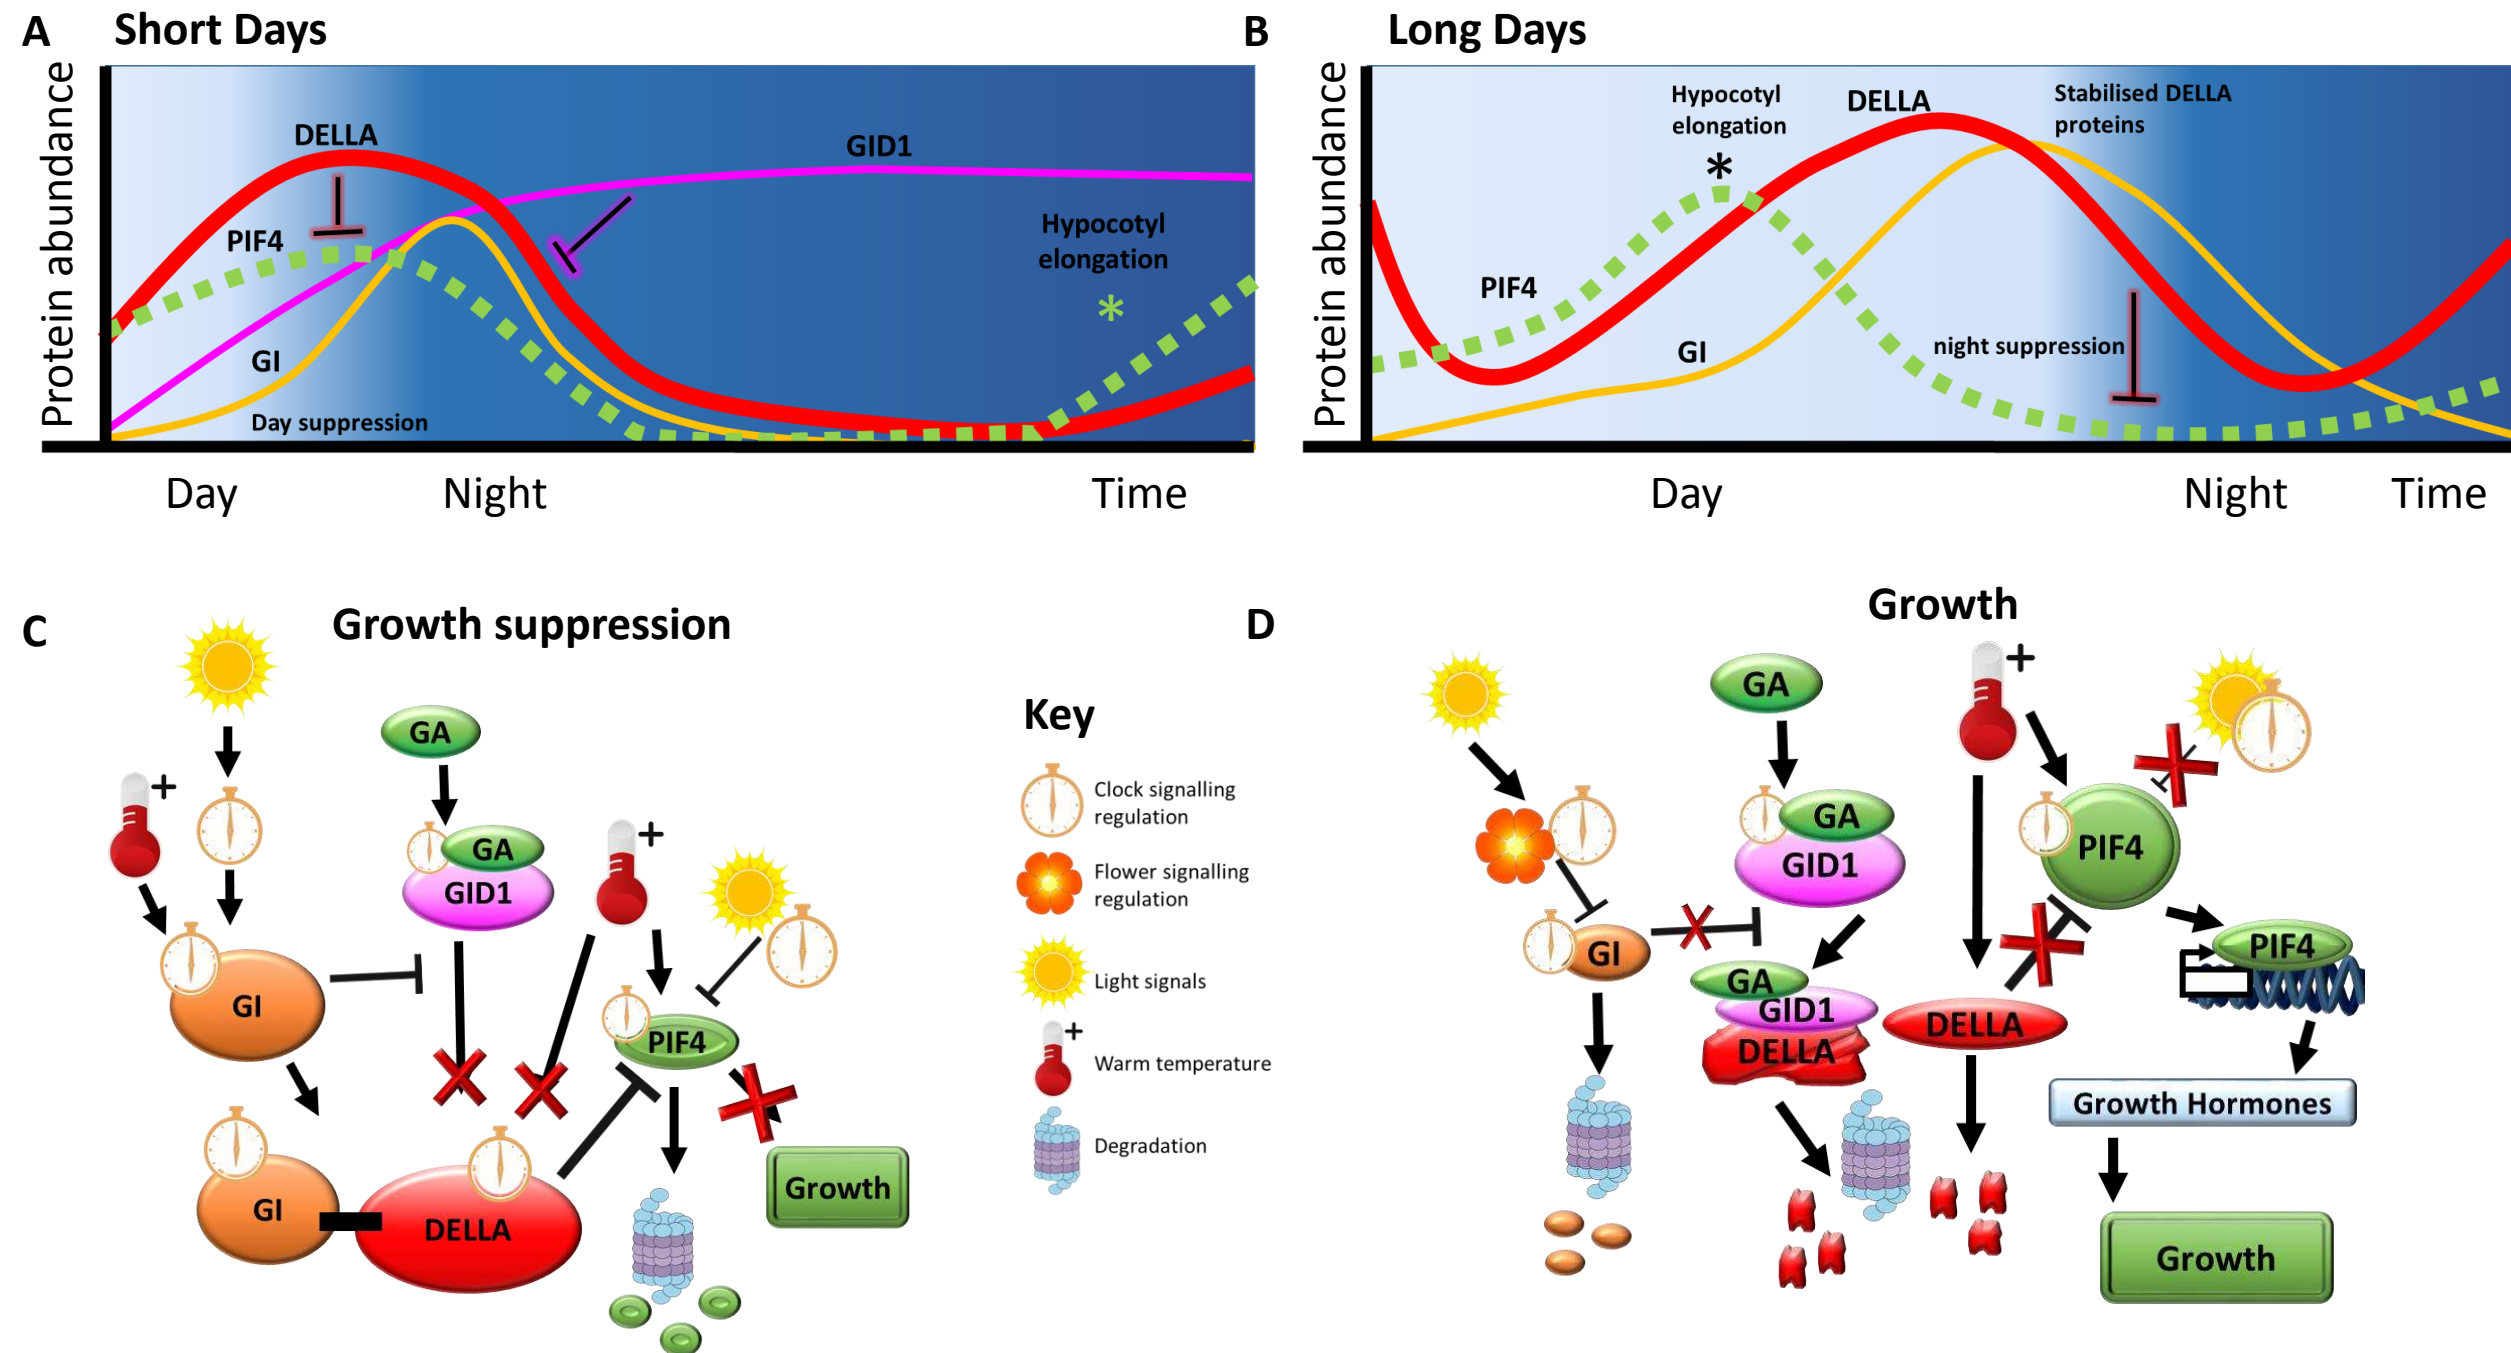 A
Short Days
Protein abundance
DELLA
PIF4
GI
Day suppression
GID1
Hypocotyl
elongation
*
Day
Night
Time
B
Long Days
Protein abundance
Hypocotyl
elongation
*
DELLA
Stabilised DELLA
proteins
PIF4
GI
night suppression
Day
Night
Time
C
Growth suppression
+
GA
GA
GID1
+
GI
PIF4
GI
DELLA
Growth
Key
Clock signalling
regulation
Flower signalling
regulation
Light signals
+
Warm temperature
Degradation
D
Growth
GA
+
GA
GID1
PIF4
GI
PIF4
GA
GID1
DELLA
DELLA
Growth Hormones
Growth